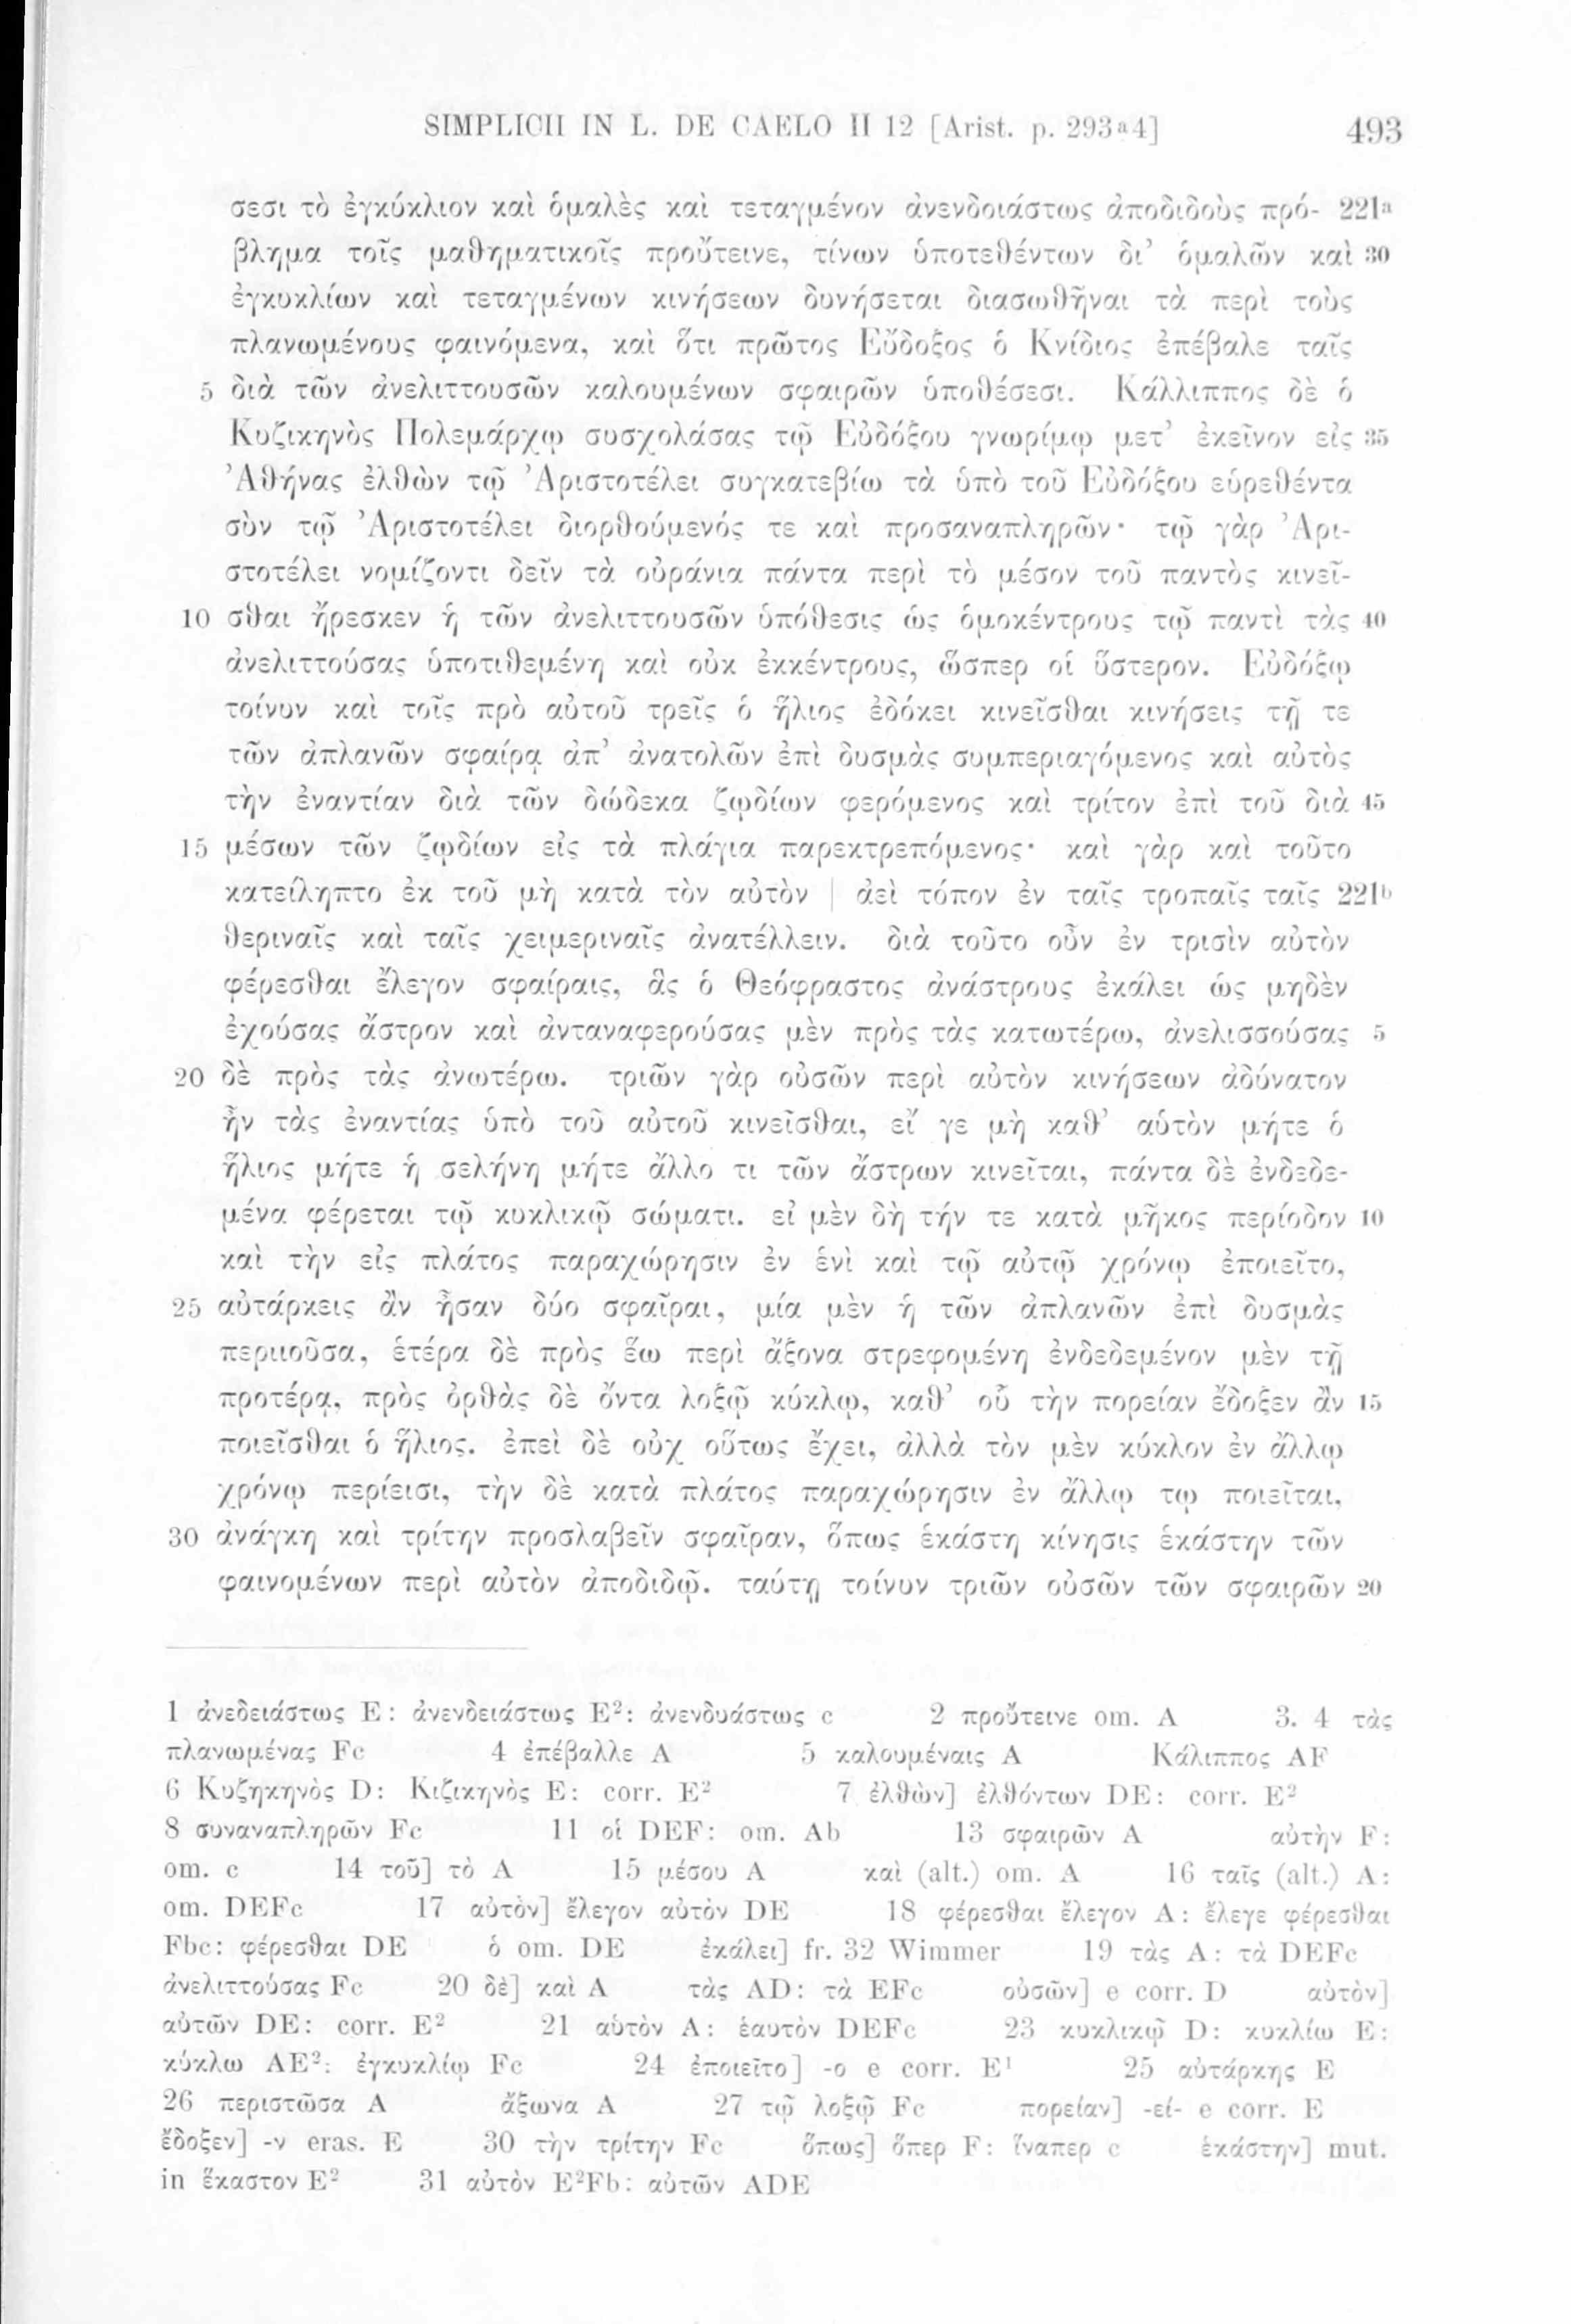 SIMPLICII IN L. DE CAELO II 12 [Arist. p. 293a4] 493
σεσι τὸ ἐγκύκλιον καὶ ὁμαλὲς καὶ τεταγμένον ἀνενδοιάστως ἀποδιδοὺς πρό- 221a
βλημα τοῖς μαθηματικοῖς προὔτεινε, τίνων ὑποτεθέντων δι’ ὁμαλῶν καὶ 30
ἐγκυκλίων καὶ τεταγμένων κινήσεων δυνήσεται διασωθῆναι τὰ περὶ τοὺς
πλανωμένους φαινόμενα, καὶ ὅτι πρῶτος Εὔδοξος ὁ Κνίδιος ἐπέβαλε ταῖς
5 διὰ τῶν ἀνελιττουσῶν καλουμένων σφαιρῶν ὑποθέσεσι. Κάλλιππος δὲ ὁ
Κυζικηνὸς Πολεμάρχῳ συσχολάσας τῷ Εὐδόξου γνωρίμῳ μετ’ ἐκεῖνον εἰς 35
Ἀθήνας ἐλθὼν τῷ Ἀριστοτέλει συγκατεβίω τὰ ὑπὸ τοῦ Εὐδόξου εὑρεθέντα
σὺν τῷ Ἀριστοτέλει διορθούμενός τε καὶ προσαναπληρῶν· τῷ γὰρ Ἀρι-
στοτέλει νομίζοντι δεῖν τὰ οὐράνια πάντα περὶ τὸ μέσον τοῦ παντὸς κινεῖ-
10 σθαι ἤρεσκεν ἡ τῶν ἀνελιττουσῶν ὑπόθεσις ὡς ὁμοκέντρους τῷ παντὶ τὰς 40
ἀνελιττούσας ὑποτιθεμένη καὶ οὐκ ἐκκέντρους, ὥσπερ οἱ ὕστερον. Εὐδόξῳ
τοίνυν καὶ τοῖς πρὸ αὐτοῦ τρεῖς ὁ ἥλιος ἐδόκει κινεῖσθαι κινήσεις τῇ τε
τῶν ἀπλανῶν σφαίρᾳ ἀπ’ ἀνατολῶν ἐπὶ δυσμὰς συμπεριαγόμενος καὶ αὐτὸς
τὴν ἐναντίαν διὰ τῶν δώδεκα ζῳδίων φερόμενος καὶ τρίτον ἐπὶ τοῦ διὰ 45
15 μέσων τῶν ζῳδίων εἰς τὰ πλάγια παρεκτρεπόμενος· καὶ γὰρ καὶ τοῦτο
κατείληπτο ἐκ τοῦ μὴ κατὰ τὸν αὐτὸν | ἀεὶ τόπον ἐν ταῖς τροπαῖς ταῖς 221b
θεριναῖς καὶ ταῖς χειμεριναῖς ἀνατέλλειν. διὰ τοῦτο οὖν ἐν τρισὶν αὐτὸν
φέρεσθαι ἔλεγον σφαίραις, ἃς ὁ Θεόφραστος ἀνάστρους ἐκάλει ὡς μηδὲν
ἐχούσας ἄστρον καὶ ἀνταναφερούσας μὲν πρὸς τὰς κατωτέρω, ἀνελισσούσας 5
20 δὲ πρὸς τὰς ἀνωτέρω. τριῶν γὰρ οὐσῶν περὶ αὐτὸν κινήσεων ἀδύνατον
ἦν τὰς ἐναντίας ὑπὸ τοῦ αὐτοῦ κινεῖσθαι, εἴ γε μὴ καθ’ αὑτὸν μήτε ὁ
ἥλιος μήτε ἡ σελήνη μήτε ἄλλο τι τῶν ἄστρων κινεῖται, πάντα δὲ ἐνδεδε-
μένα φέρεται τῷ κυκλικῷ σώματι. εἰ μὲν δὴ τήν τε κατὰ μῆκος περίοδον 10
καὶ τὴν εἰς πλάτος παραχώρησιν ἐν ἑνὶ καὶ τῷ αὐτῷ χρόνῳ ἐποιεῖτο,
25 αὐτάρκεις ἂν ἦσαν δύο σφαῖραι, μία μὲν ἡ τῶν ἀπλανῶν ἐπὶ δυσμὰς
περιιοῦσα, ἑτέρα δὲ πρὸς ἕω περὶ ἄξονα στρεφομένη ἐνδεδεμένον μὲν τῇ
προτέρᾳ, πρὸς ὀρθὰς δὲ ὄντα λοξῷ κύκλῳ, καθ’ οὗ τὴν πορείαν ἔδοξεν ἂν 15
ποιεῖσθαι ὁ ἥλιος. ἐπεὶ δὲ οὐχ οὕτως ἔχει, ἀλλὰ τὸν μὲν κύκλον ἐν ἄλλῳ
χρόνῳ περίεισι, τὴν δὲ κατὰ πλάτος παραχώρησιν ἐν ἄλλῳ τῳ ποιεῖται,
30 ἀνάγκη καὶ τρίτην προσλαβεῖν σφαῖραν, ὅπως ἑκάστη κίνησις ἑκάστην τῶν
φαινομένων περὶ αὐτὸν ἀποδιδῷ. ταύτῃ τοίνυν τριῶν οὐσῶν τῶν σφαιρῶν 20
1 ἀνεδειάστως E: ἀνενδειάστως E²: ἀνενδυάστως c 2 προὔτεινε om. A 3. 4 τὰς
πλανωμένας Fc 4 ἐπέβαλλε A 5 καλουμέναις A Κάλιππος AF
6 Κυζηκηνὸς D: Κιζικηνὸς E: corr. E² 7 ἐλθὼν] ἐλθόντων DE: corr. E²
8 συναναπληρῶν Fc 11 οἱ DEF: om. Ab 13 σφαιρῶν A αὐτὴν F:
om. c 14 τοῦ] τὸ A 15 μέσου A καὶ (alt.) om. A 16 ταῖς (alt.) A:
om. DEFc 17 αὐτὸν] ἔλεγον αὐτὸν DE 18 φέρεσθαι ἔλεγον A: ἔλεγε φέρεσθαι
Fbc: φέρεσθαι DE ὁ om. DE ἐκάλει] fr. 32 Wimmer 19 τὰς A: τὰ DEFc
ἀνελιττούσας Fc 20 δὲ] καὶ A τὰς AD: τὰ EFc οὐσῶν] e corr. D αὐτὸν]
αὐτῶν DE: corr. E² 21 αὑτὸν A: ἑαυτὸν DEFc 23 κυκλικῷ D: κυκλίω E:
κύκλω AE²: ἐγκυκλίῳ Fc 24 ἐποιεῖτο] -ο e corr. E¹ 25 αὐτάρκης E
26 περιστῶσα A ἄξωνα A 27 τῷ λοξῷ Fc πορείαν] -εί- e corr. E
ἔδοξεν] -ν eras. E 30 τὴν τρίτην Fc ὅπως] ὅπερ F: ἵναπερ c ἑκάστην] mut.
in ἕκαστον E² 31 αὐτὸν E²Fb: αὐτῶν ADE